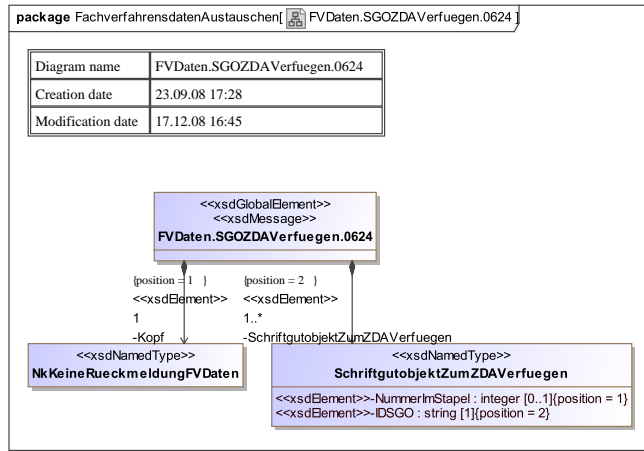 package FachverfahrensdatenAustauschen[ FVDaten.SGOZDAVerfuegen.0624 ]
Diagram name FVDaten.SGOZDAVerfuegen.0624
Creation date 23.09.08 17:28
Modification date 17.12.08 16:45
<<xsdGlobalElement>>
<<xsdMessage>>
FVDaten.SGOZDAVerfuegen.0624
{position = 1 } {position = 2 }
<<xsdElement>> <<xsdElement>>
1 1..*
-Kopf -SchriftgutobjektZumZDAVerfuegen
<<xsdNamedType>>
NkKeineRueckmeldungFVDaten
<<xsdNamedType>>
SchriftgutobjektZumZDAVerfuegen
<<xsdElement>>-NummerImStapel : integer [0..1]{position = 1}
<<xsdElement>>-IDSGO : string [1]{position = 2}